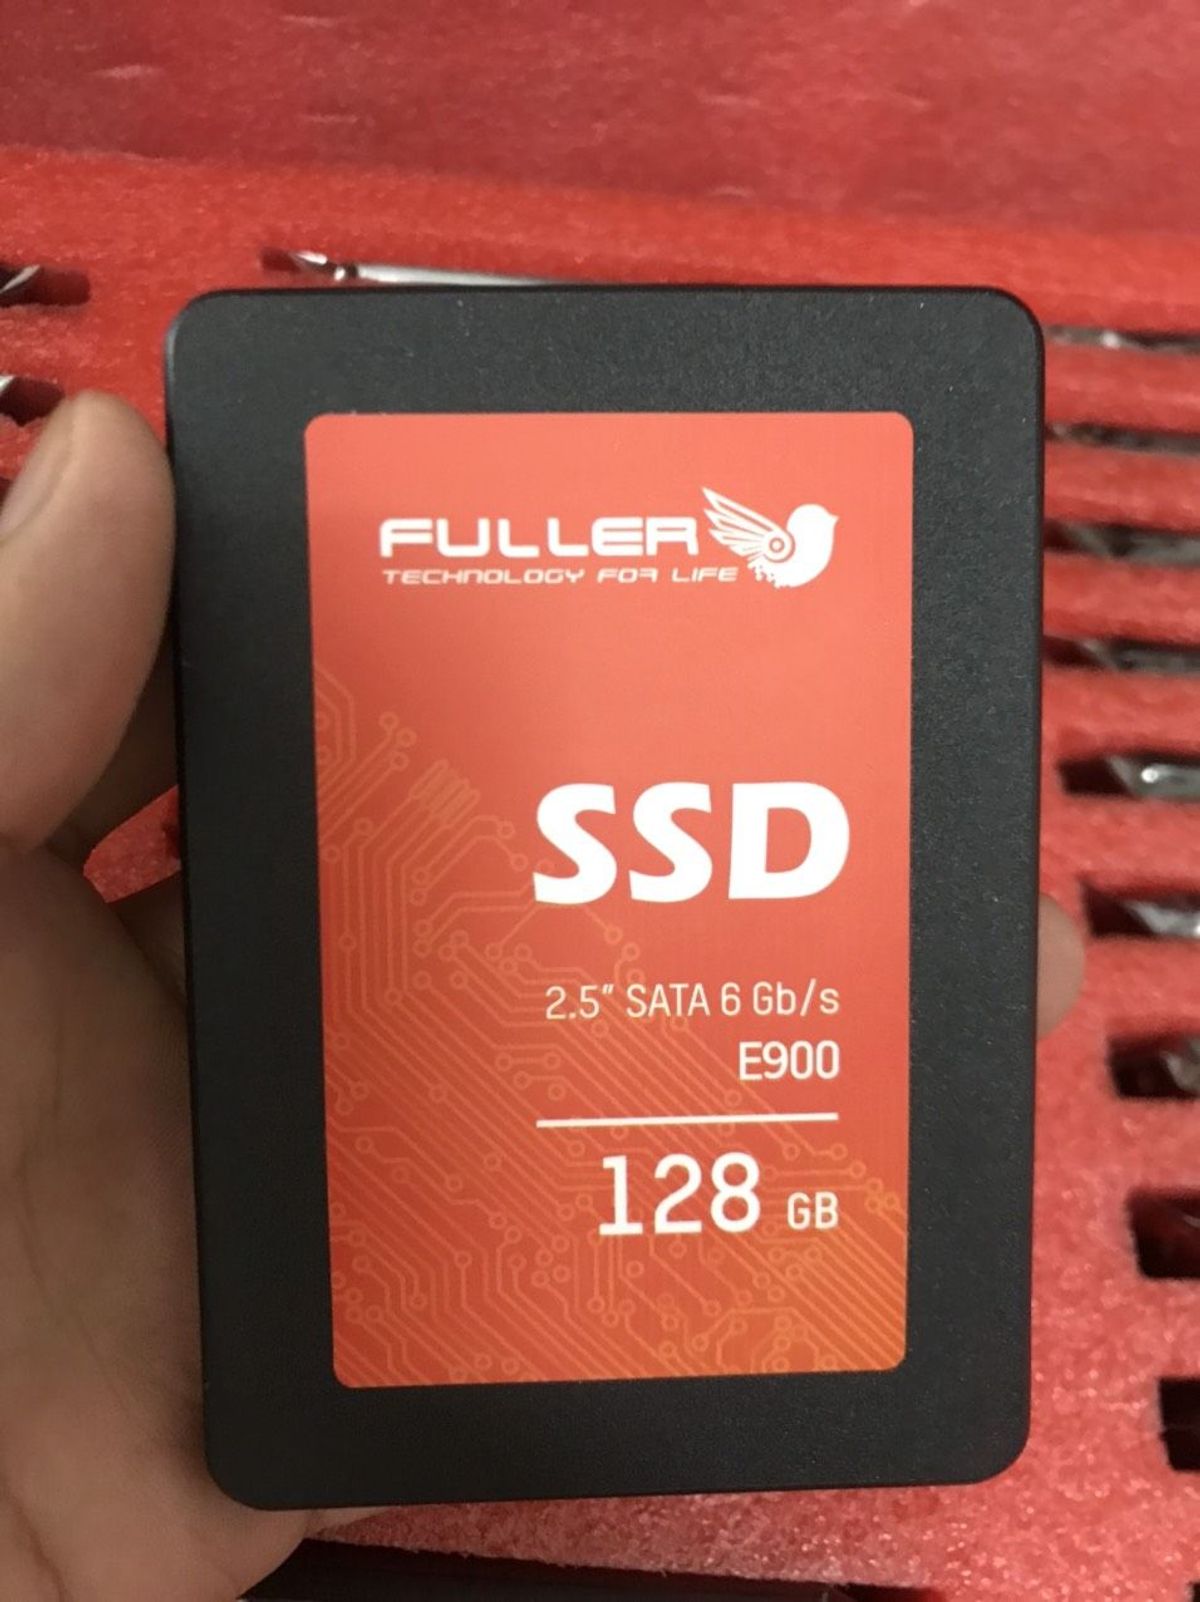 FULLER
TECHNOLOGY FOR LIFE
SSD
2.5" SATA 6 Gb/s
E900
128 GB